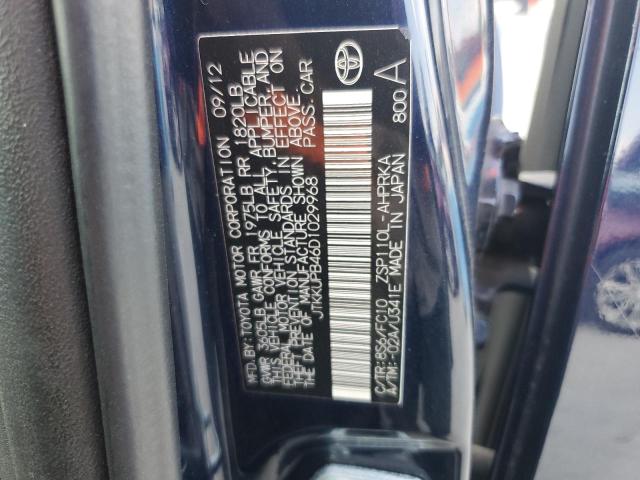 MFD.BY:TOYOTA MOTOR CORPORATION 09/12
GVWR 3605LB GAWR FR 1975LB RR 1820LB
THIS VEHICLE CONFORMS TO ALL APPLICABLE
FEDERAL MOTOR VEHICLE SAFETY, BUMPER, AND
THEFT PREVENTION STANDARDS IN EFFECT ON
THE DATE OF MANUFACTURE SHOWN ABOVE.
JTKKUPB46D1029968 PASS.CAR
C/TR:8S6/FC10 ZSP110L-AHPRKA 800A
A/TM:-02A/U341E MADE IN JAPAN